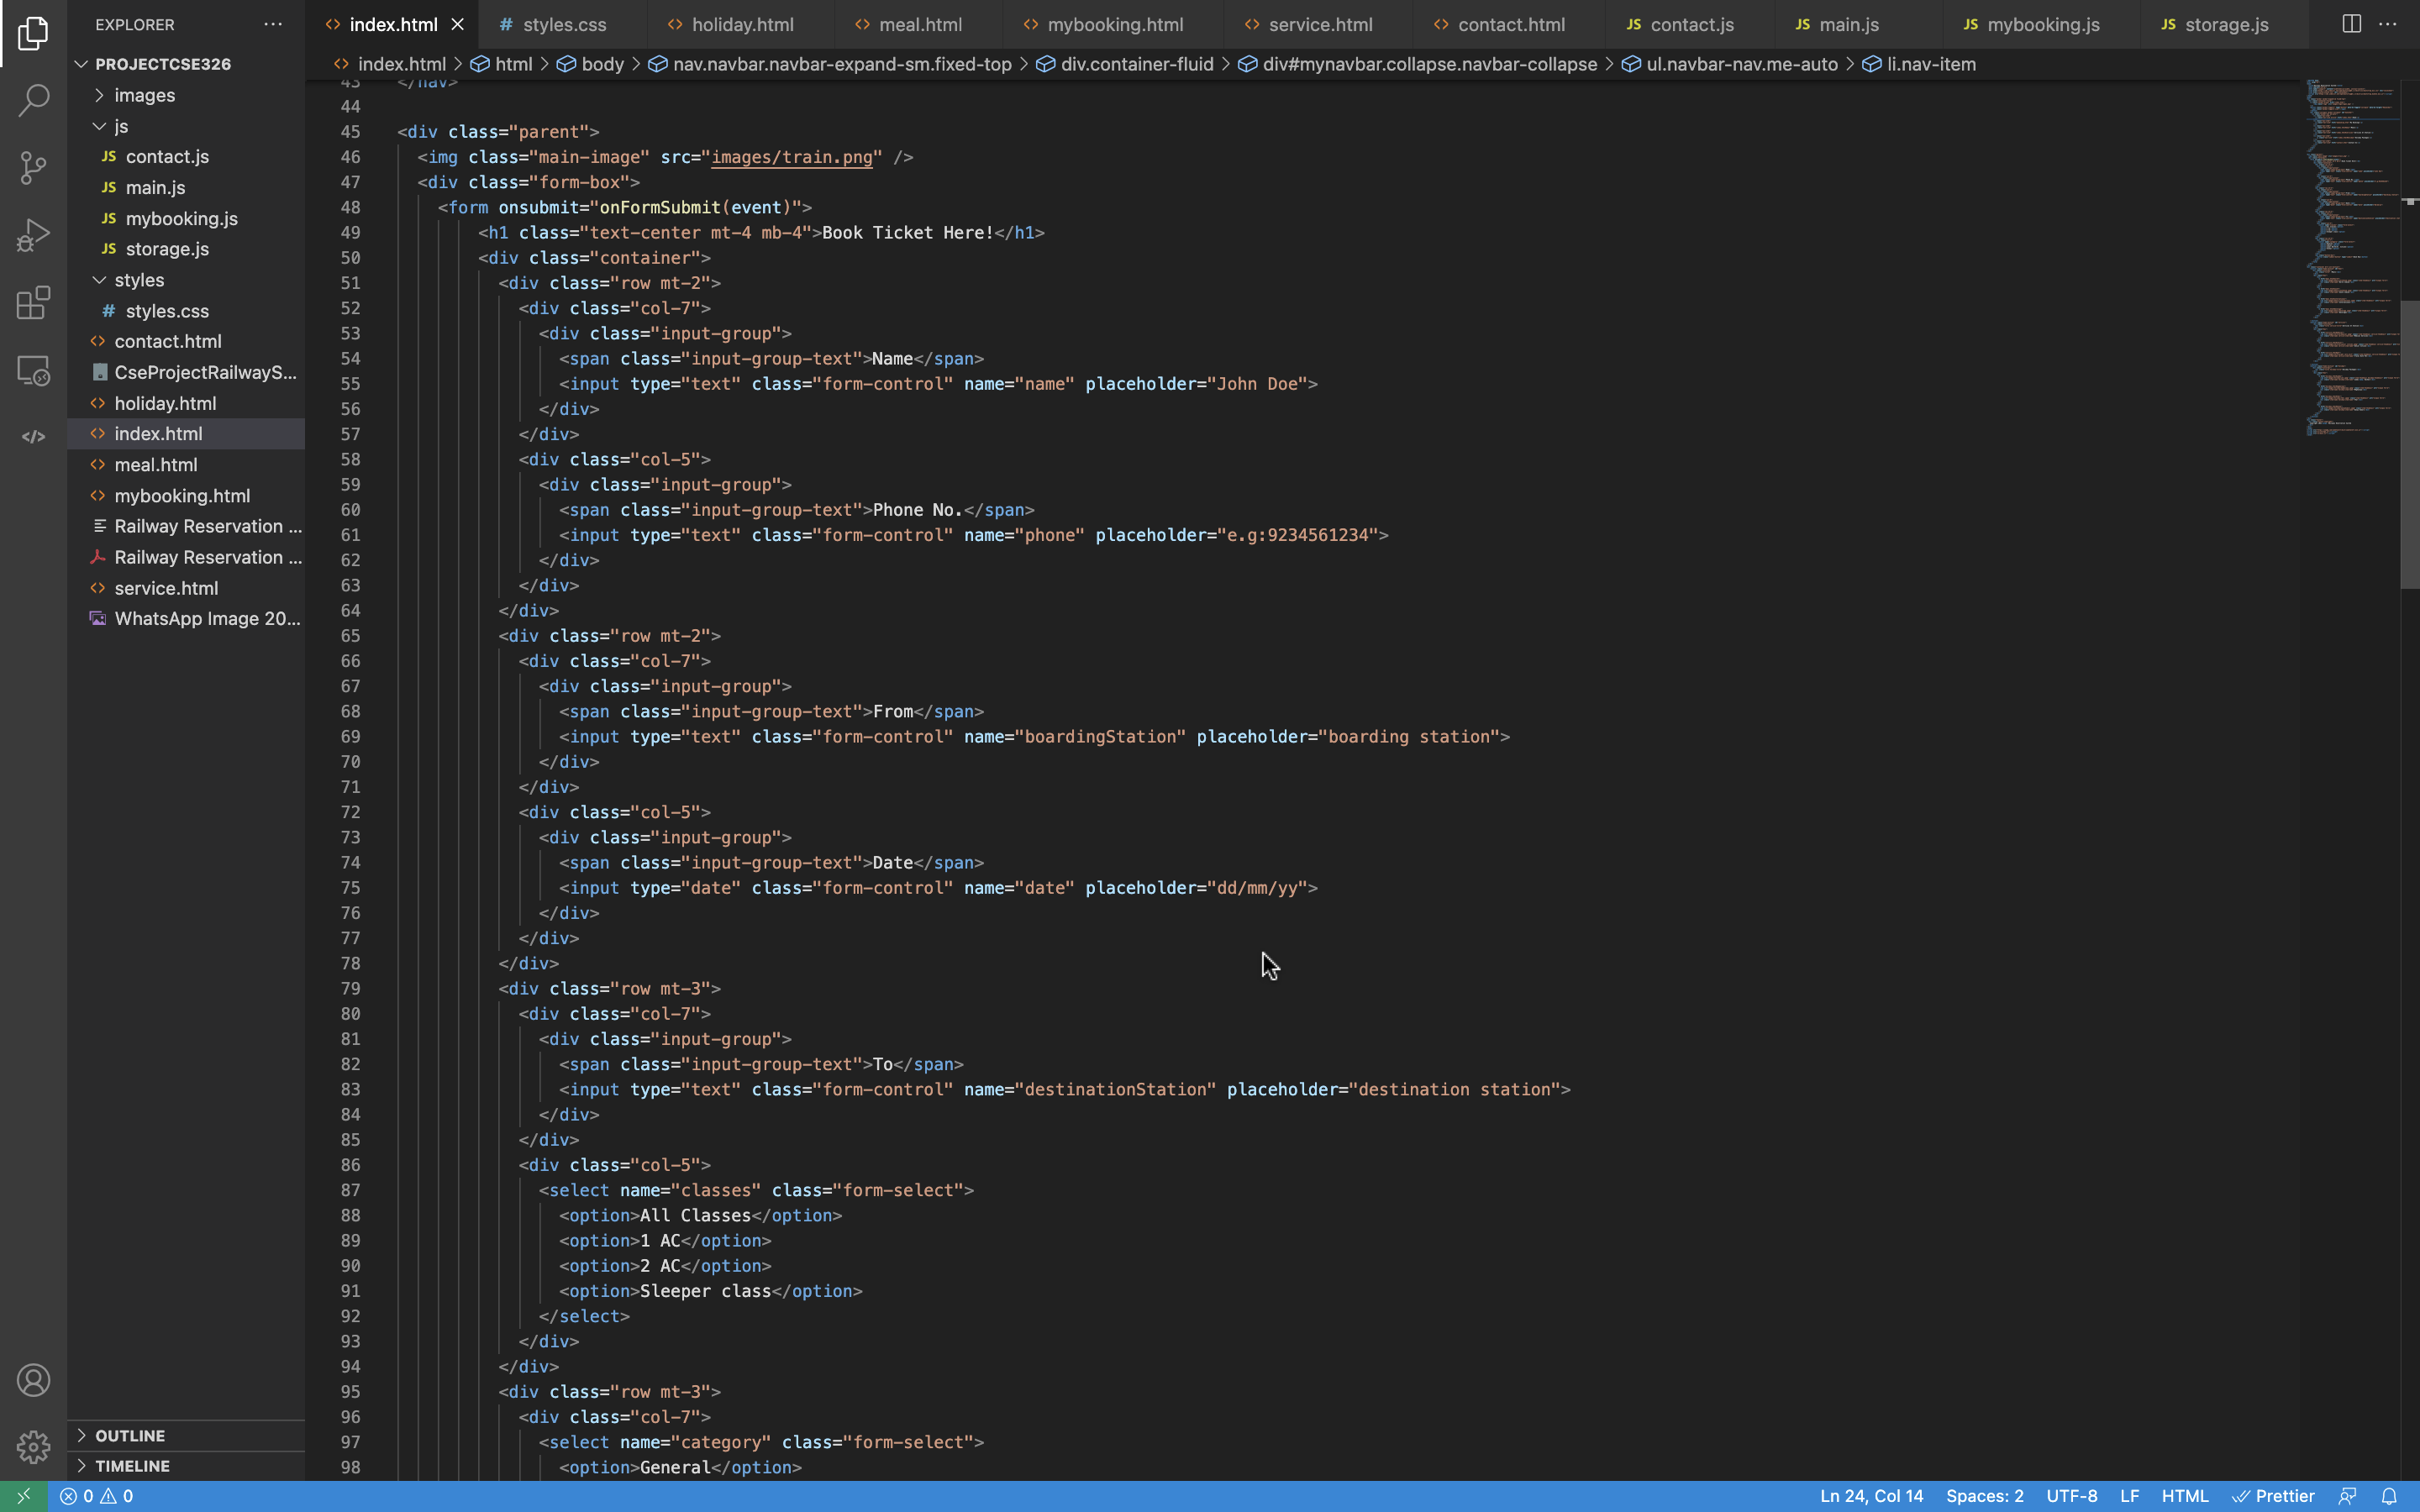 EXPLORER
PROJECTCSE326
images
js
JS contact.js
JS main.js
JS mybooking.js
JS storage.js
styles
# styles.css
<> contact.html
CseProjectRailwayS...
<> holiday.html
<> index.html
<> meal.html
<> mybooking.html
Railway Reservation ...
Railway Reservation ...
<> service.html
WhatsApp Image 20...
OUTLINE
TIMELINE
<> index.html # styles.css <> holiday.html <> meal.html <> mybooking.html <> service.html <> contact.html JS contact.js JS main.js JS mybooking.js JS storage.js
<> index.html > html > body > nav.navbar.navbar-expand-sm.fixed-top > div.container-fluid > div#mynavbar.collapse.navbar-collapse > ul.navbar-nav.me-auto > li.nav-item
43 </nav>
44
45 <div class="parent">
46 <img class="main-image" src="images/train.png" />
47 <div class="form-box">
48 <form onsubmit="onFormSubmit(event)">
49 <h1 class="text-center mt-4 mb-4">Book Ticket Here!</h1>
50 <div class="container">
51 <div class="row mt-2">
52 <div class="col-7">
53 <div class="input-group">
54 <span class="input-group-text">Name</span>
55 <input type="text" class="form-control" name="name" placeholder="John Doe">
56 </div>
57 </div>
58 <div class="col-5">
59 <div class="input-group">
60 <span class="input-group-text">Phone No.</span>
61 <input type="text" class="form-control" name="phone" placeholder="e.g:9234561234">
62 </div>
63 </div>
64 </div>
65 <div class="row mt-2">
66 <div class="col-7">
67 <div class="input-group">
68 <span class="input-group-text">From</span>
69 <input type="text" class="form-control" name="boardingStation" placeholder="boarding station">
70 </div>
71 </div>
72 <div class="col-5">
73 <div class="input-group">
74 <span class="input-group-text">Date</span>
75 <input type="date" class="form-control" name="date" placeholder="dd/mm/yy">
76 </div>
77 </div>
78 </div>
79 <div class="row mt-3">
80 <div class="col-7">
81 <div class="input-group">
82 <span class="input-group-text">To</span>
83 <input type="text" class="form-control" name="destinationStation" placeholder="destination station">
84 </div>
85 </div>
86 <div class="col-5">
87 <select name="classes" class="form-select">
88 <option>All Classes</option>
89 <option>1 AC</option>
90 <option>2 AC</option>
91 <option>Sleeper class</option>
92 </select>
93 </div>
94 </div>
95 <div class="row mt-3">
96 <div class="col-7">
97 <select name="category" class="form-select">
98 <option>General</option>
0 0 Ln 24, Col 14 Spaces: 2 UTF-8 LF HTML Prettier